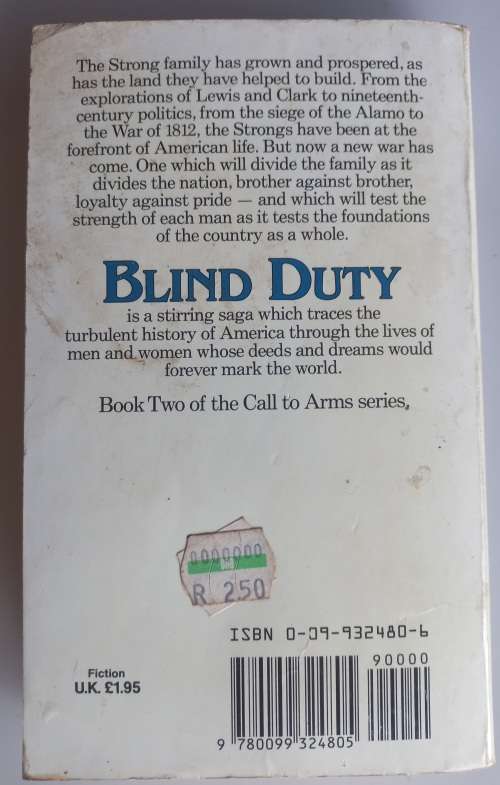 The Strong family has grown and prospered, as
has the land they have helped to build. From the
explorations of Lewis and Clark to nineteenth-
century politics, from the siege of the Alamo to
the War of 1812, the Strongs have been at the
forefront of American life. But now a new war has
come. One which will divide the family as it
divides the nation, brother against brother,
loyalty against pride — and which will test the
strength of each man as it tests the foundations
of the country as a whole.
BLIND DUTY
is a stirring saga which traces the
turbulent history of America through the lives of
men and women whose deeds and dreams would
forever mark the world.
Book Two of the Call to Arms series.
0000000
R 250
ISBN 0-09-932480-6
90000
Fiction
U.K. £1.95
9 780099 324805